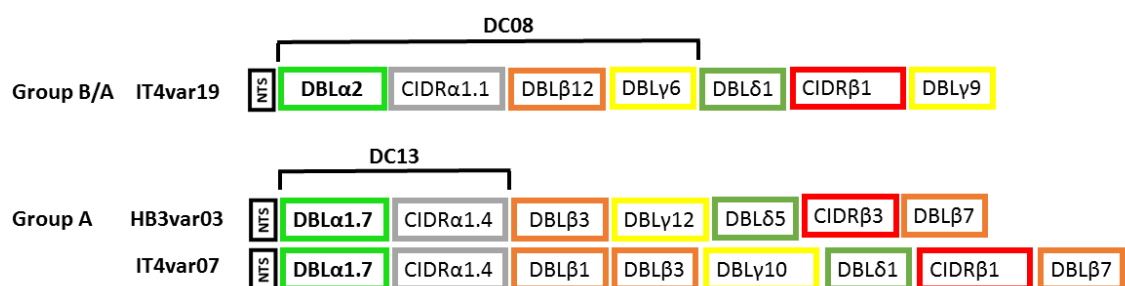 DC08
Group B/A IT4var19 NTS DBLα2 CIDRα1.1 DBLβ12 DBLγ6 DBLδ1 CIDRβ1 DBLγ9
DC13
Group A HB3var03 NTS DBLα1.7 CIDRα1.4 DBLβ3 DBLγ12 DBLδ5 CIDRβ3 DBLβ7
IT4var07 NTS DBLα1.7 CIDRα1.4 DBLβ1 DBLβ3 DBLγ10 DBLδ1 CIDRβ1 DBLβ7